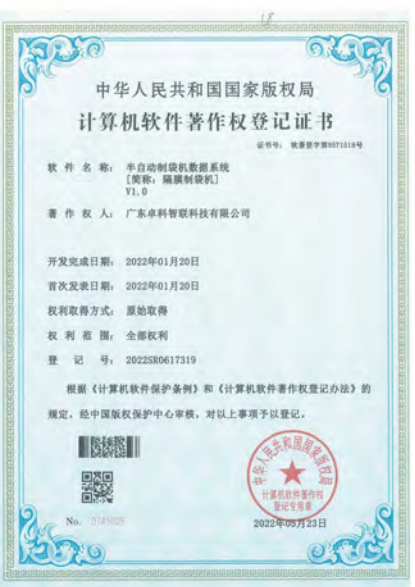 中华人民共和国国家版权局
计算机软件著作权登记证书
证书号： 软著登字第9571518号
软件名称： 半自动制袋机数据系统
[简称：隔膜制袋机]
V1.0
著作权人： 广东卓科智联科技有限公司
开发完成日期： 2022年01月20日
首次发表日期： 2022年01月20日
权利取得方式： 原始取得
权利范围： 全部权利
登记号： 2022SR0617319
根据《计算机软件保护条例》和《计算机软件著作权登记办法》的
规定，经中国版权保护中心审核，对以上事项予以登记。
中华人民共和国国家版权局
计算机软件著作权
登记专用章
No.
2022年05月23日